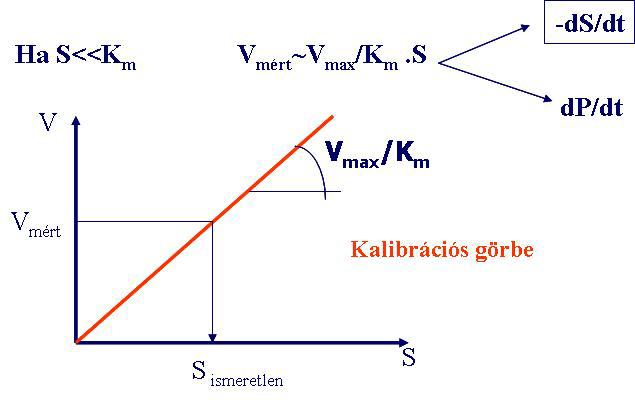 -dS/dt
Ha S<<Km Vmért~Vmax/Km .S
dP/dt
V
Vmax/Km
Vmért
Kalibrációs görbe
S
S ismeretlen